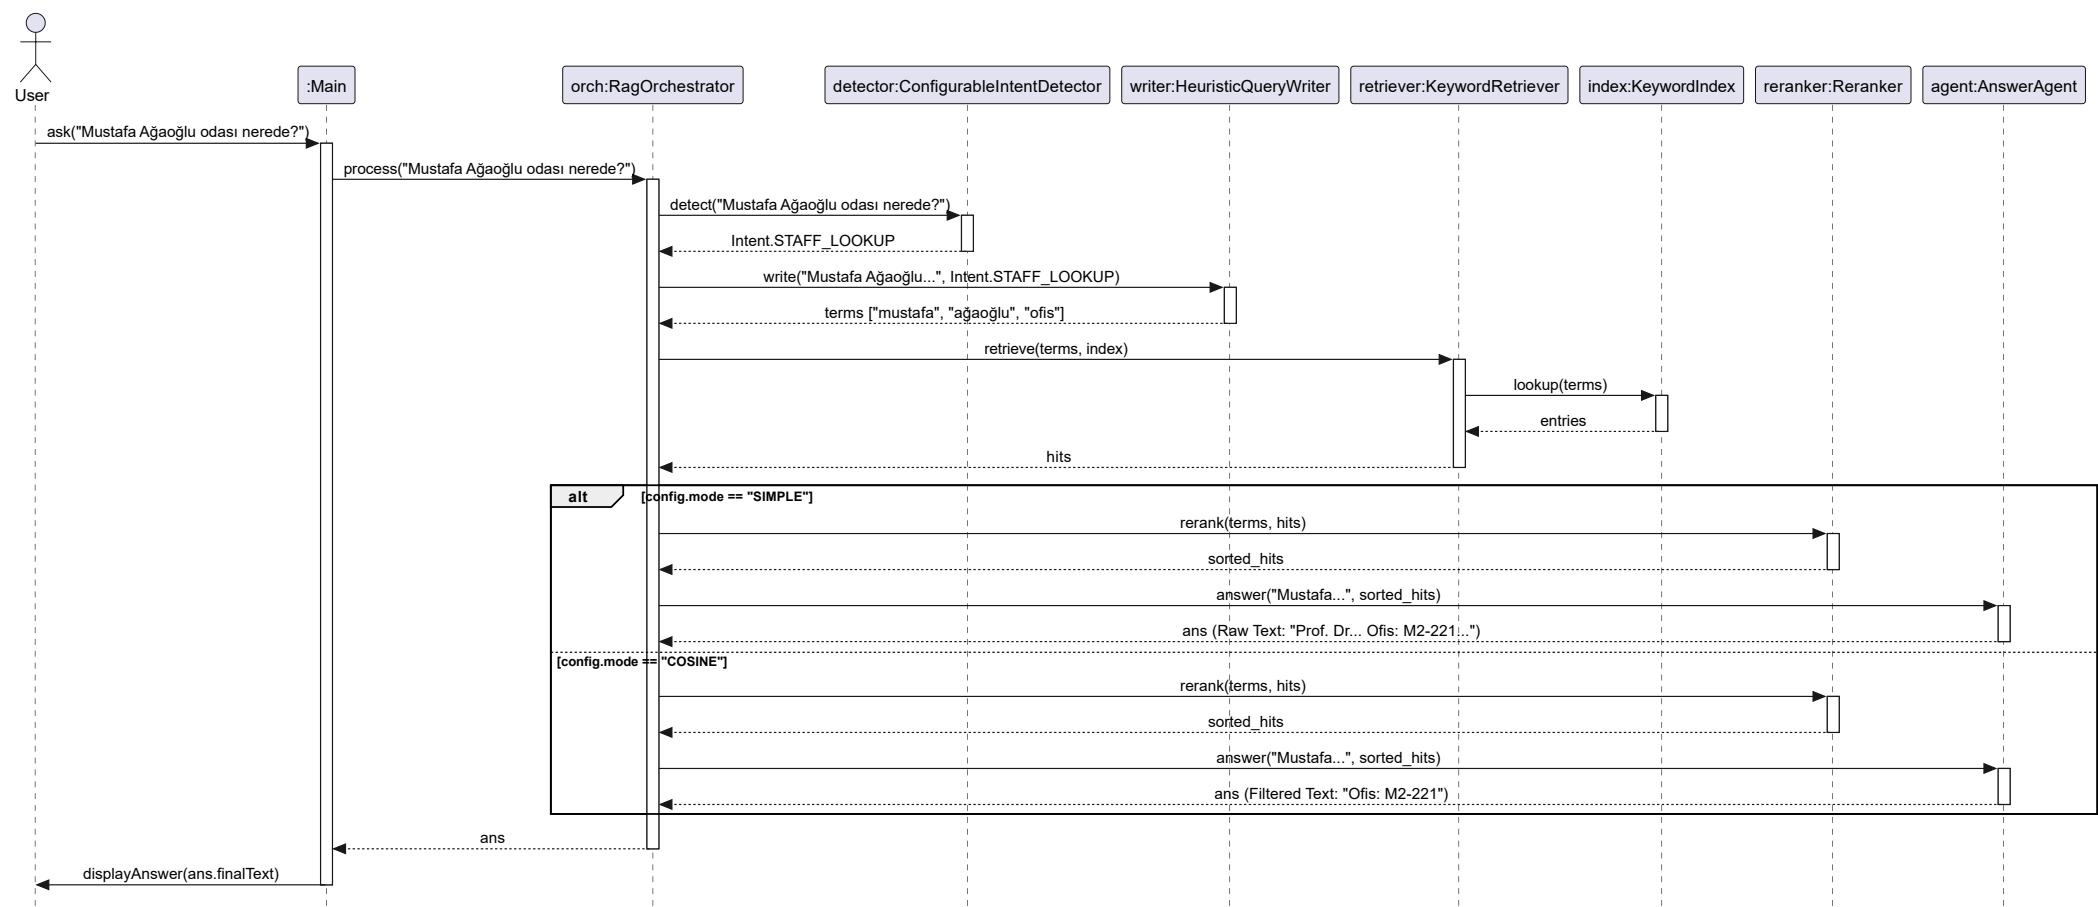 User
:Main
orch:RagOrchestrator
detector:ConfigurableIntentDetector
writer:HeuristicQueryWriter
retriever:KeywordRetriever
index:KeywordIndex
reranker:Reranker
agent:AnswerAgent
ask("Mustafa Ağaoğlu odası nerede?")
process("Mustafa Ağaoğlu odası nerede?")
detect("Mustafa Ağaoğlu odası nerede?")
Intent.STAFF_LOOKUP
write("Mustafa Ağaoğlu...", Intent.STAFF_LOOKUP)
terms ["mustafa", "ağaoğlu", "ofis"]
retrieve(terms, index)
lookup(terms)
entries
hits
alt
[config.mode == "SIMPLE"]
rerank(terms, hits)
sorted_hits
answer("Mustafa...", sorted_hits)
ans (Raw Text: "Prof. Dr... Ofis: M2-221...")
[config.mode == "COSINE"]
rerank(terms, hits)
sorted_hits
answer("Mustafa...", sorted_hits)
ans (Filtered Text: "Ofis: M2-221")
ans
displayAnswer(ans.finalText)